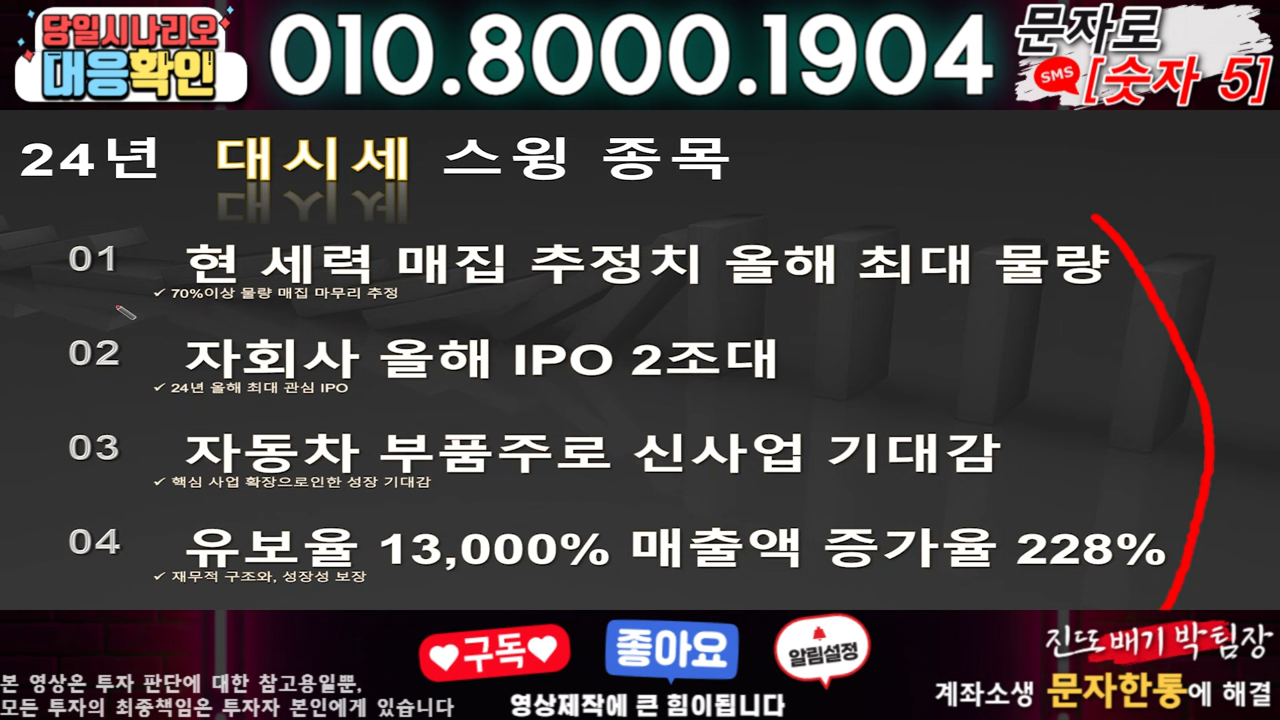 당일시나리오
대응확인
010.8000.1904
문자로
SMS [숫자 5]
24년 대시세 스윙 종목
01 현 세력 매집 추정치 올해 최대 물량
✓ 70%이상 물량 매집 마무리 추정
02 자회사 올해 IPO 2조대
✓ 24년 올해 최대 관심 IPO
03 자동차 부품주로 신사업 기대감
✓ 핵심 사업 확장으로인한 성장 기대감
04 유보율 13,000% 매출액 증가율 228%
✓ 재무적 구조와, 성장성 보장
본 영상은 투자 판단에 대한 참고용일뿐,
모든 투자의 최종책임은 투자자 본인에게 있습니다
구독
좋아요
알림설정
영상제작에 큰 힘이됩니다
진또배기 박팀장
계좌소생 문자한통에 해결